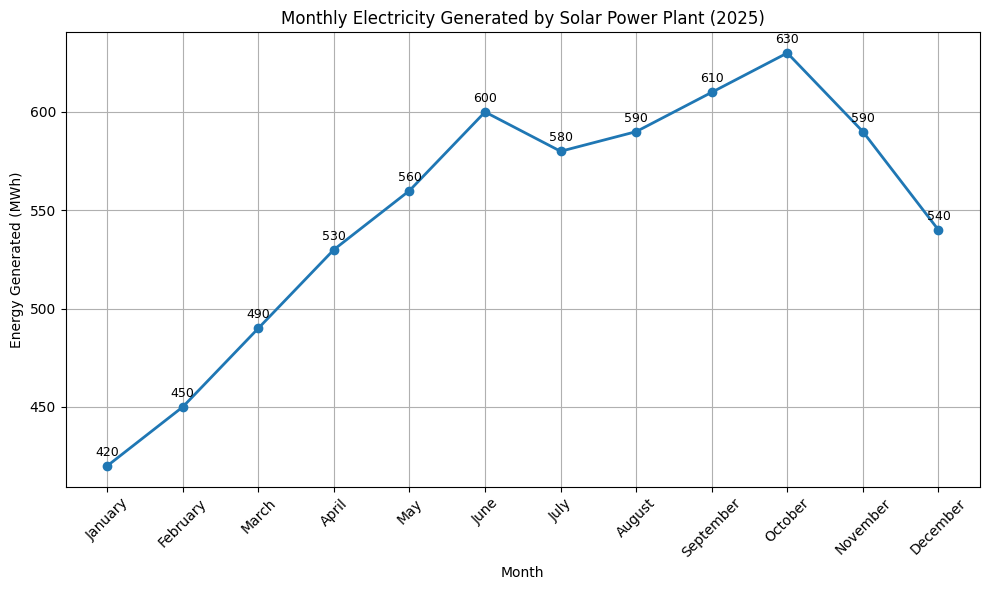 Monthly Electricity Generated by Solar Power Plant (2025)
Energy Generated (MWh)
600
550
500
450
420
450
490
530
560
600
580
590
610
630
590
540
January
February
March
April
May
June
July
August
September
October
November
December
Month